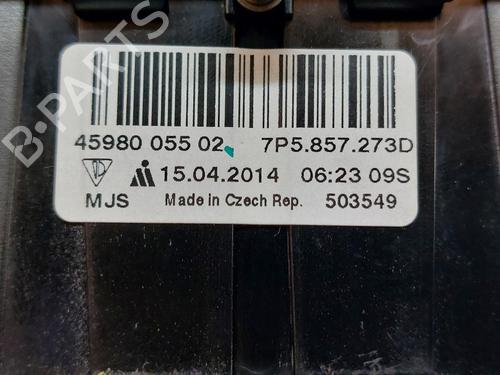 B-PARTS
45980 055 02 7P5.857.273D
15.04.2014 06:23 09S
MJS Made in Czech Rep. 503549